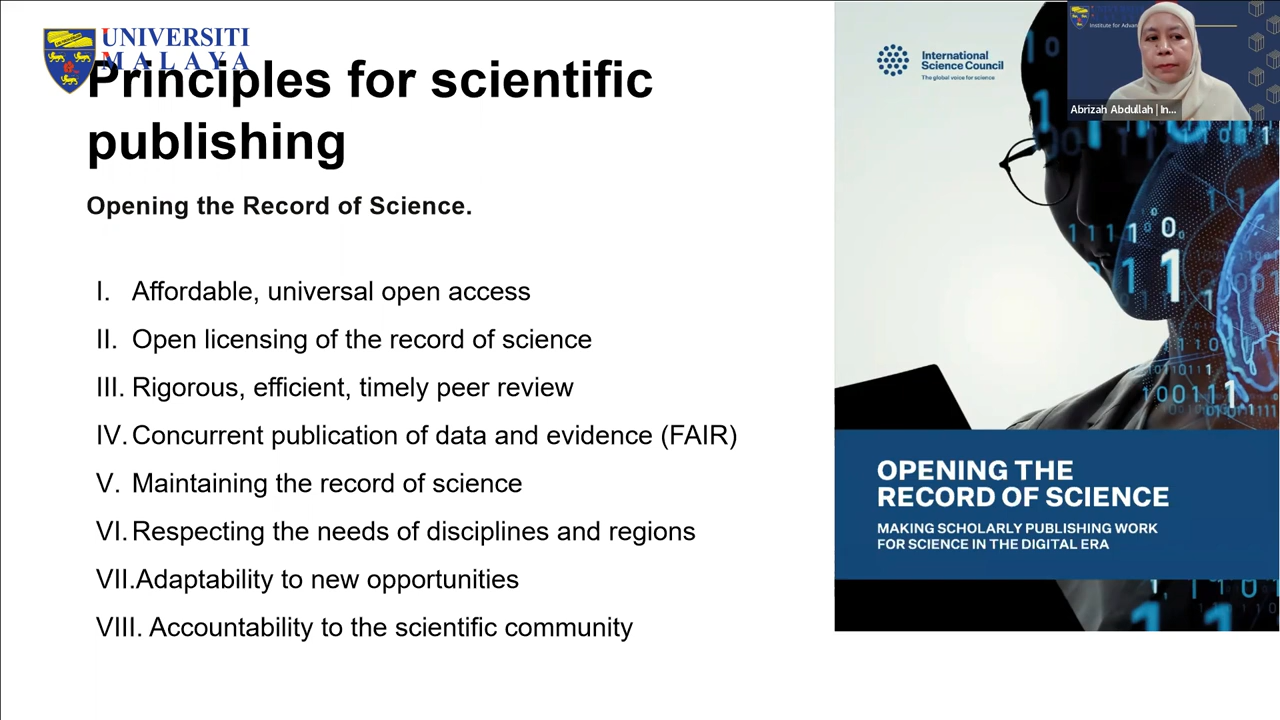 UNIVERSITI
MALAYA
Principles for scientific
publishing
Opening the Record of Science.
I. Affordable, universal open access
II. Open licensing of the record of science
III. Rigorous, efficient, timely peer review
IV. Concurrent publication of data and evidence (FAIR)
V. Maintaining the record of science
VI. Respecting the needs of disciplines and regions
VII. Adaptability to new opportunities
VIII. Accountability to the scientific community
International
Science Council
The global voice for science
Institute for Advan
Abrizah Abdullah | In...
OPENING THE
RECORD OF SCIENCE
MAKING SCHOLARLY PUBLISHING WORK
FOR SCIENCE IN THE DIGITAL ERA